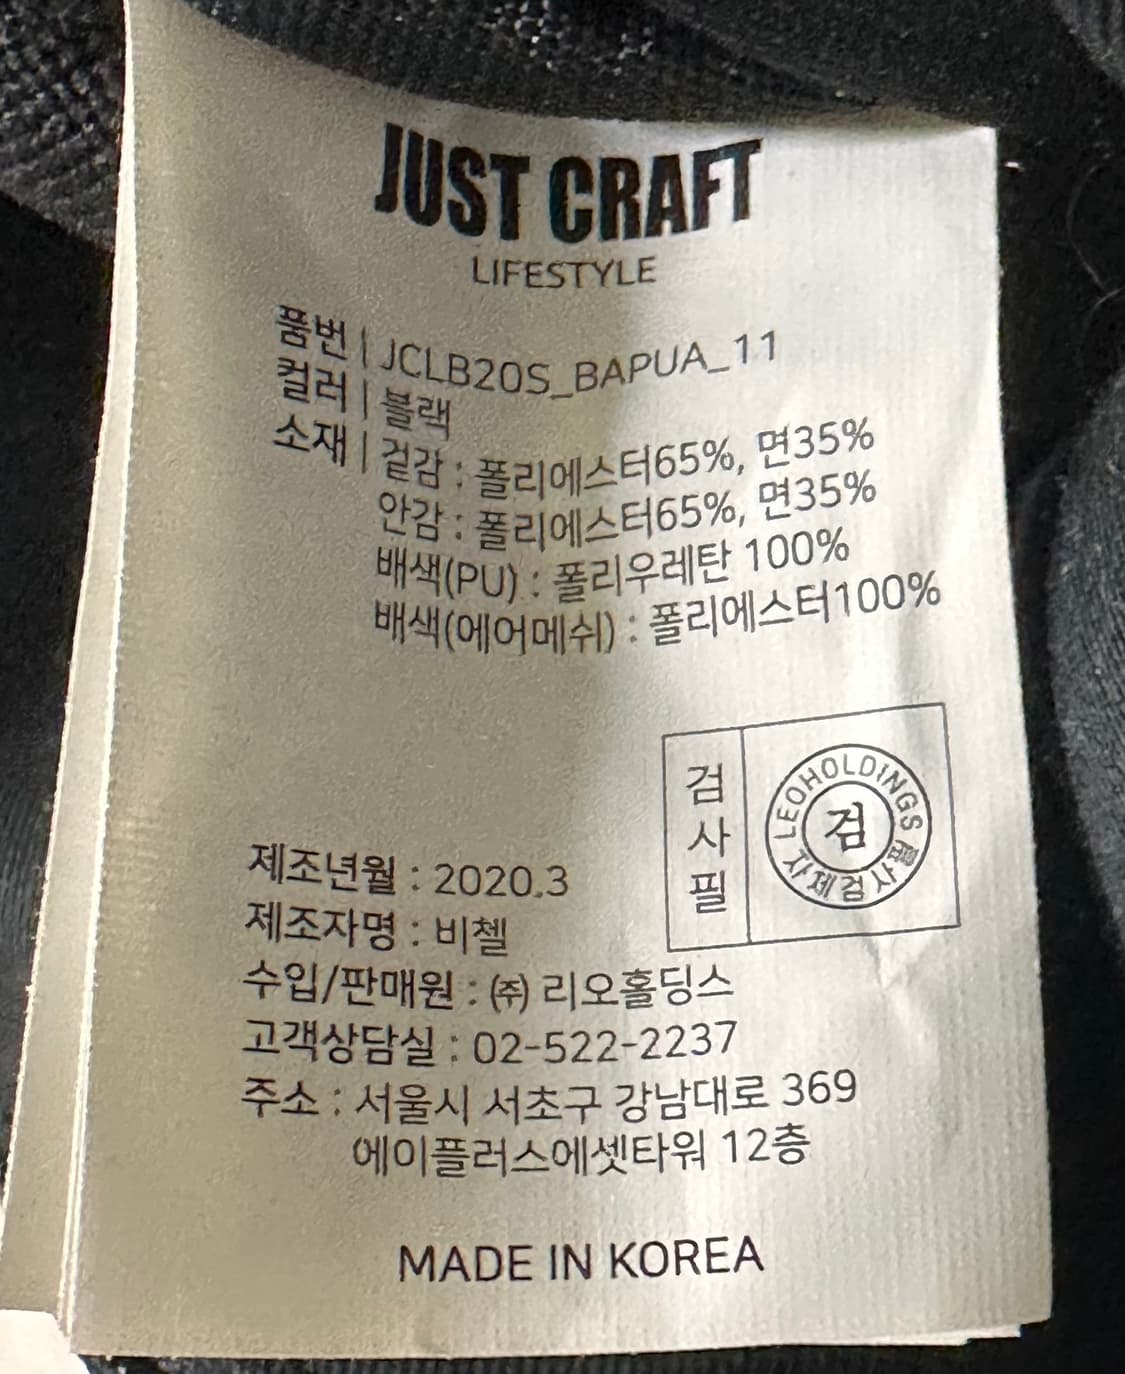 JUST CRAFT
LIFESTYLE
품번 | JCLB20S_BAPUA_11
컬러 | 블랙
소재 | 겉감 : 폴리에스터65%, 면35%
안감 : 폴리에스터65%, 면35%
배색(PU) : 폴리우레탄 100%
배색(에어메쉬) : 폴리에스터100%
검사필
LEOHOLDINGS
검
자체검사품
제조년월 : 2020.3
제조자명 : 비첼
수입/판매원 : ㈜ 리오홀딩스
고객상담실 : 02-522-2237
주소 : 서울시 서초구 강남대로 369
에이플러스에셋타워 12층
MADE IN KOREA